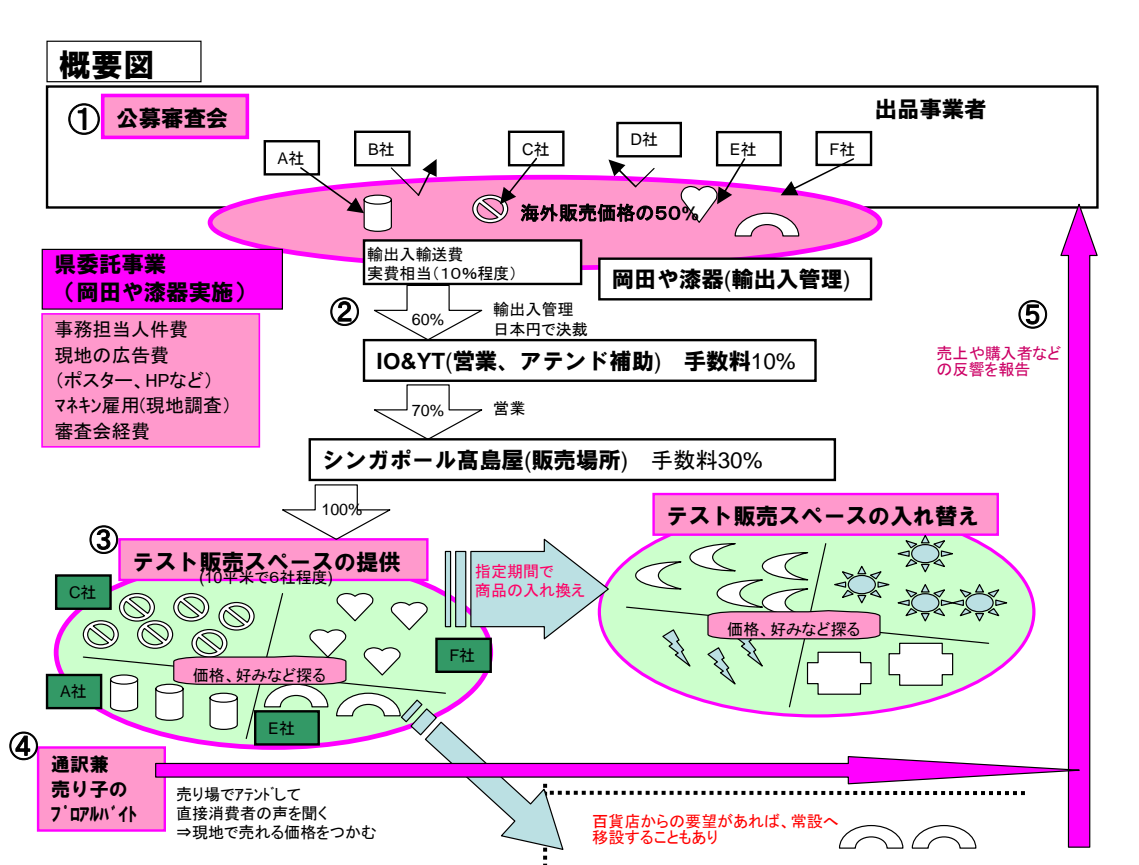 概要図
① 公募審査会
出品事業者
A社
B社
C社
D社
E社
F社
海外販売価格の50%
輸出入輸送費
実費相当(10%程度)
岡田や漆器(輸出入管理)
県委託事業
(岡田や漆器実施)
事務担当人件費
現地の広告費
(ポスター、HPなど)
マネキン雇用(現地調査)
審査会経費
②
60%
輸出入管理
日本円で決裁
IO&YT(営業、アテンド補助) 手数料10%
70%
営業
シンガポール髙島屋(販売場所) 手数料30%
100%
③
テスト販売スペースの提供
(10平米で6社程度)
C社
A社
E社
F社
価格、好みなど探る
指定期間で
商品の入れ換え
テスト販売スペースの入れ替え
価格、好みなど探る
④
通訳兼
売り子の
プロアルバイト
売り場でアテンドして
直接消費者の声を聞く
⇒現地で売れる価格をつかむ
百貨店からの要望があれば、常設へ
移設することもあり
⑤
売上や購入者など
の反響を報告